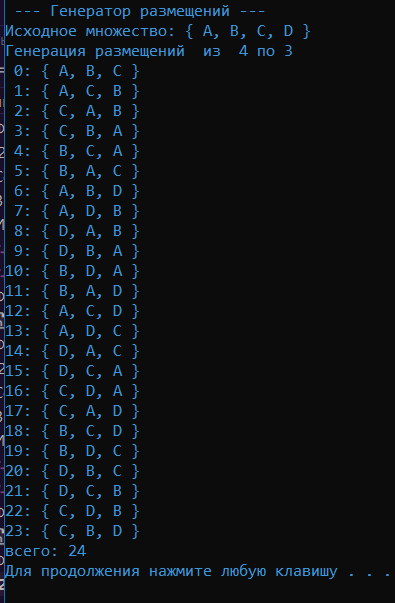 --- Генератор размещений ---
Исходное множество: { A, B, C, D }
Генерация размещений  из  4 по 3
 0: { A, B, C }
 1: { A, C, B }
 2: { C, A, B }
 3: { C, B, A }
 4: { B, C, A }
 5: { B, A, C }
 6: { A, B, D }
 7: { A, D, B }
 8: { D, A, B }
 9: { D, B, A }
10: { B, D, A }
11: { B, A, D }
12: { A, C, D }
13: { A, D, C }
14: { D, A, C }
15: { D, C, A }
16: { C, D, A }
17: { C, A, D }
18: { B, C, D }
19: { B, D, C }
20: { D, B, C }
21: { D, C, B }
22: { C, D, B }
23: { C, B, D }
всего: 24
Для продолжения нажмите любую клавишу . . .